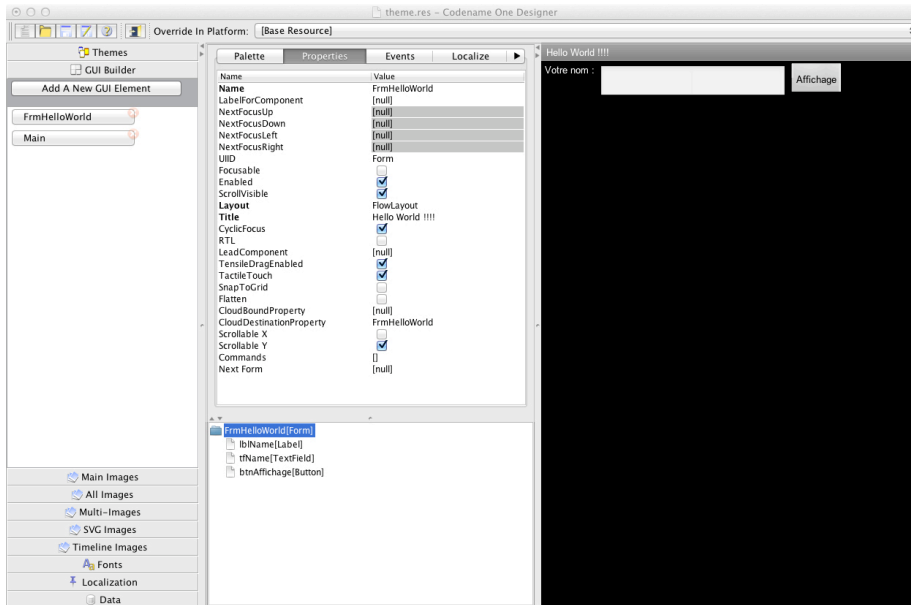 theme.res - Codename One Designer
Override In Platform: [Base Resource]
Themes
GUI Builder
Add A New GUI Element
FrmHelloWorld
Main
Main Images
All Images
Multi-Images
SVG Images
Timeline Images
Fonts
Localization
Data
Palette Properties Events Localize
Name Value
Name FrmHelloWorld
LabelForComponent [null]
NextFocusUp [null]
NextFocusDown [null]
NextFocusLeft [null]
NextFocusRight [null]
UIID Form
Focusable
Enabled
ScrollVisible
Layout FlowLayout
Title Hello World !!!!
CyclicFocus
RTL
LeadComponent [null]
TensileDragEnabled
TactileTouch
SnapToGrid
Flatten
CloudBoundProperty [null]
CloudDestinationProperty FrmHelloWorld
Scrollable X
Scrollable Y
Commands []
Next Form [null]
FrmHelloWorld[Form]
lblName[Label]
tfName[TextField]
btnAffichage[Button]
Hello World !!!!
Votre nom : Affichage